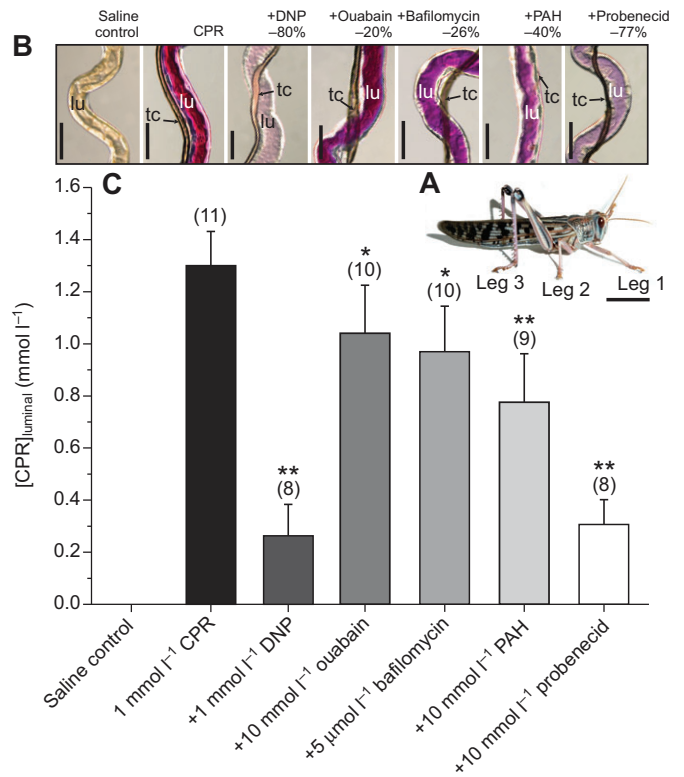 B
Saline control
CPR
+DNP –80%
+Ouabain –20%
+Bafilomycin –26%
+PAH –40%
+Probenecid –77%
lu
tc
lu
tc
lu
tc
lu
tc
lu
tc
lu
tc
lu
C
A
Leg 3
Leg 2
Leg 1
[CPR]luminal (mmol l⁻¹)
1.6
1.4
1.2
1.0
0.8
0.6
0.4
0.2
0.0
(11)
**
(8)
*
(10)
*
(10)
**
(9)
**
(8)
Saline control
1 mmol l⁻¹ CPR
+1 mmol l⁻¹ DNP
+10 mmol l⁻¹ ouabain
+5 µmol l⁻¹ bafilomycin
+10 mmol l⁻¹ PAH
+10 mmol l⁻¹ probenecid